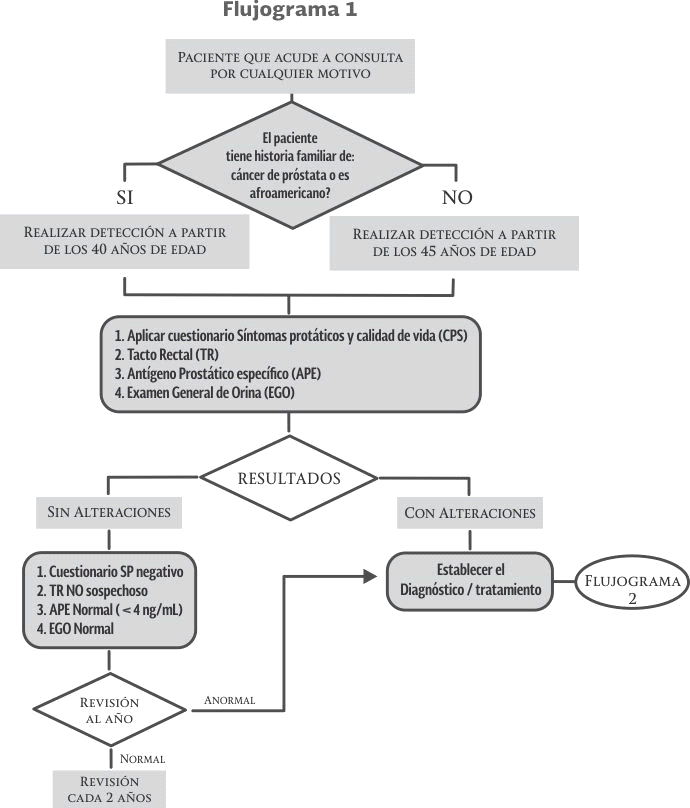 Flujograma 1
Paciente que acude a consulta
por cualquier motivo
El paciente
tiene historia familiar de:
cáncer de próstata o es
afroamericano?
SI
NO
Realizar detección a partir
de los 40 años de edad
Realizar detección a partir
de los 45 años de edad
1. Aplicar cuestionario Síntomas protáticos y calidad de vida (CPS)
2. Tacto Rectal (TR)
3. Antígeno Prostático específico (APE)
4. Examen General de Orina (EGO)
RESULTADOS
Sin Alteraciones
Con Alteraciones
1. Cuestionario SP negativo
2. TR NO sospechoso
3. APE Normal ( < 4 ng/mL)
4. EGO Normal
Establecer el
Diagnóstico / tratamiento
Flujograma
2
Revisión
al año
Anormal
Normal
Revisión
cada 2 años